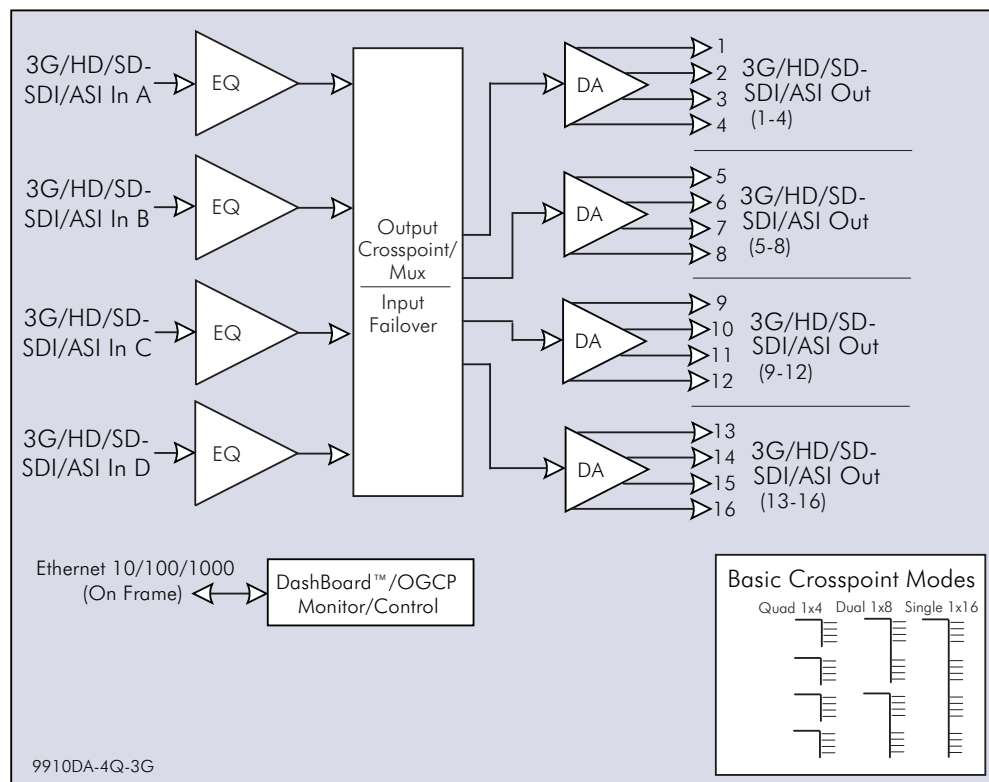 3G/HD/SD-
SDI/ASI In A
EQ
3G/HD/SD-
SDI/ASI In B
EQ
3G/HD/SD-
SDI/ASI In C
EQ
3G/HD/SD-
SDI/ASI In D
EQ
Output
Crosspoint/
Mux
Input
Failover
DA
1
2
3
4
3G/HD/SD-
SDI/ASI Out
(1-4)
DA
5
6
7
8
3G/HD/SD-
SDI/ASI Out
(5-8)
DA
9
10
11
12
3G/HD/SD-
SDI/ASI Out
(9-12)
DA
13
14
15
16
3G/HD/SD-
SDI/ASI Out
(13-16)
Ethernet 10/100/1000
(On Frame)
DashBoard™/OGCP
Monitor/Control
Basic Crosspoint Modes
Quad 1x4 Dual 1x8 Single 1x16
9910DA-4Q-3G